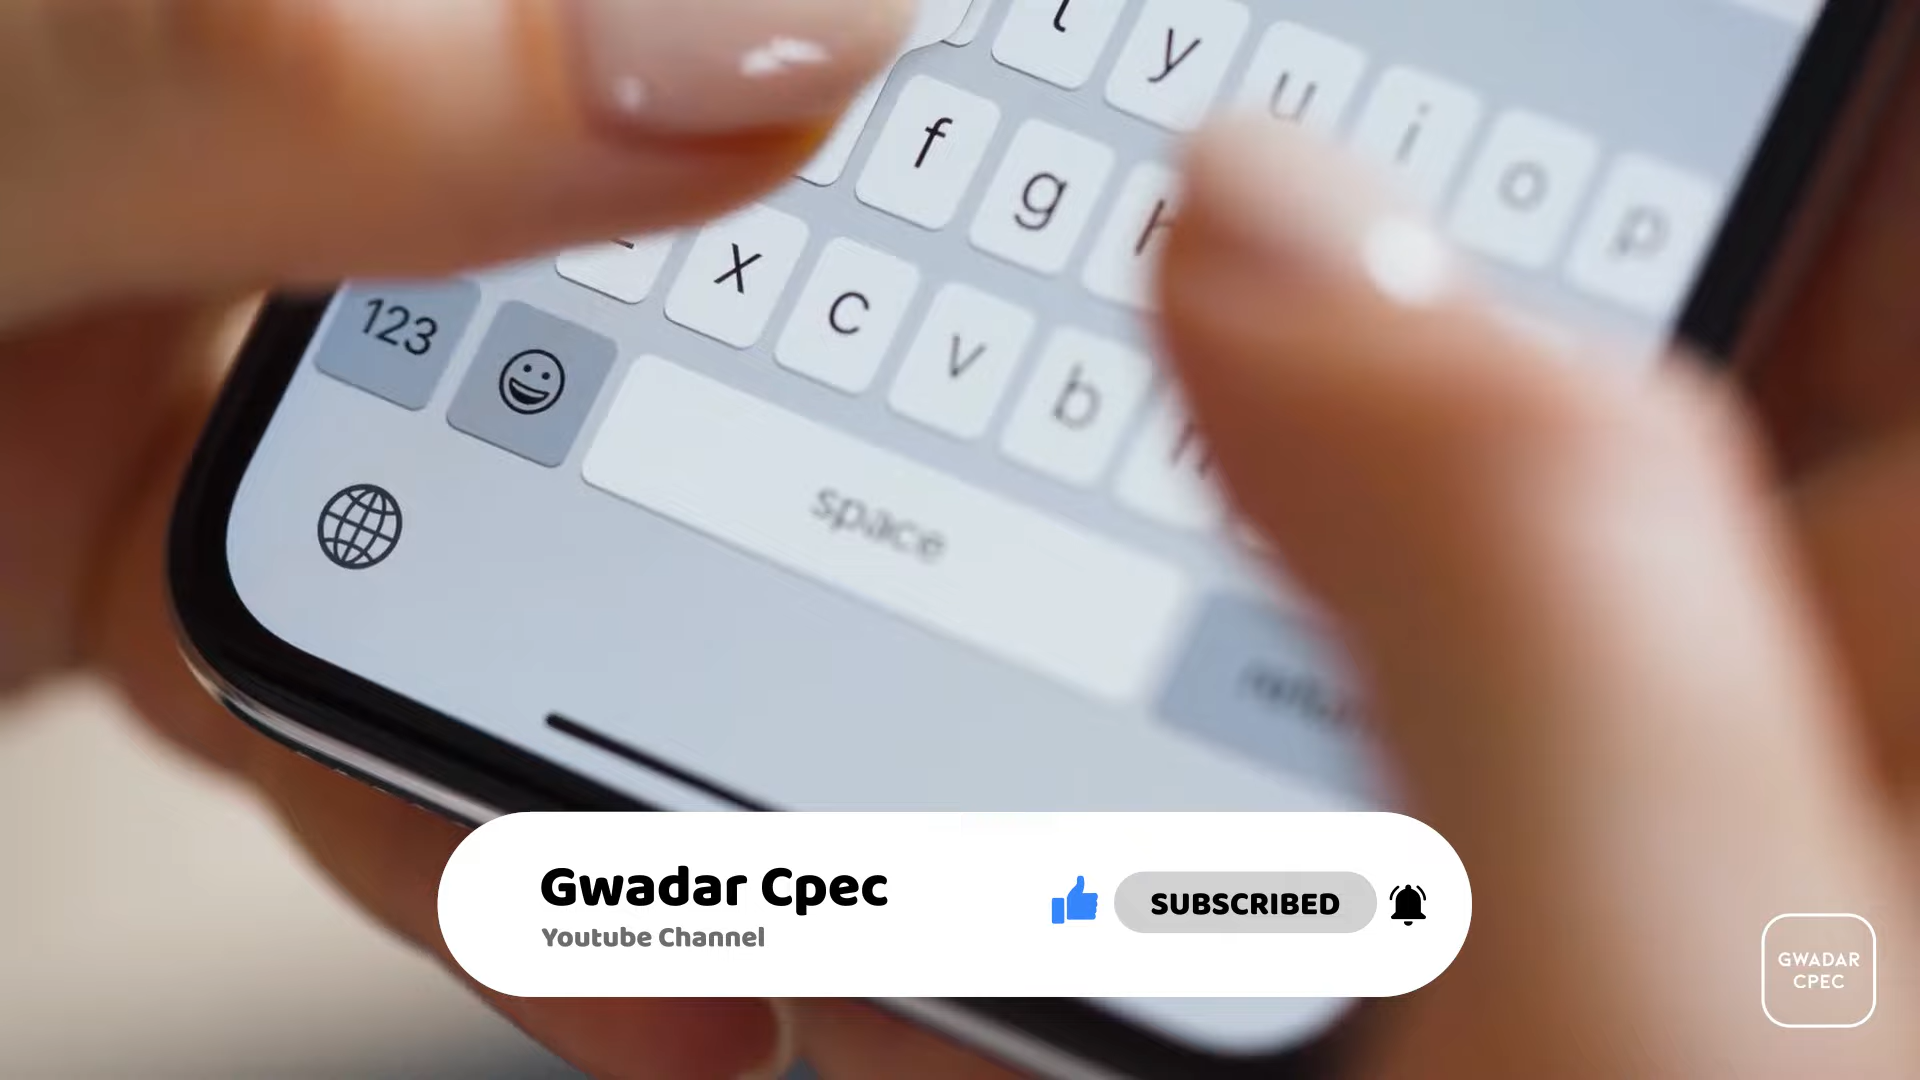 y u i o p
f g
x c v b
123
space
Gwadar Cpec
Youtube Channel
SUBSCRIBED
GWADAR
CPEC